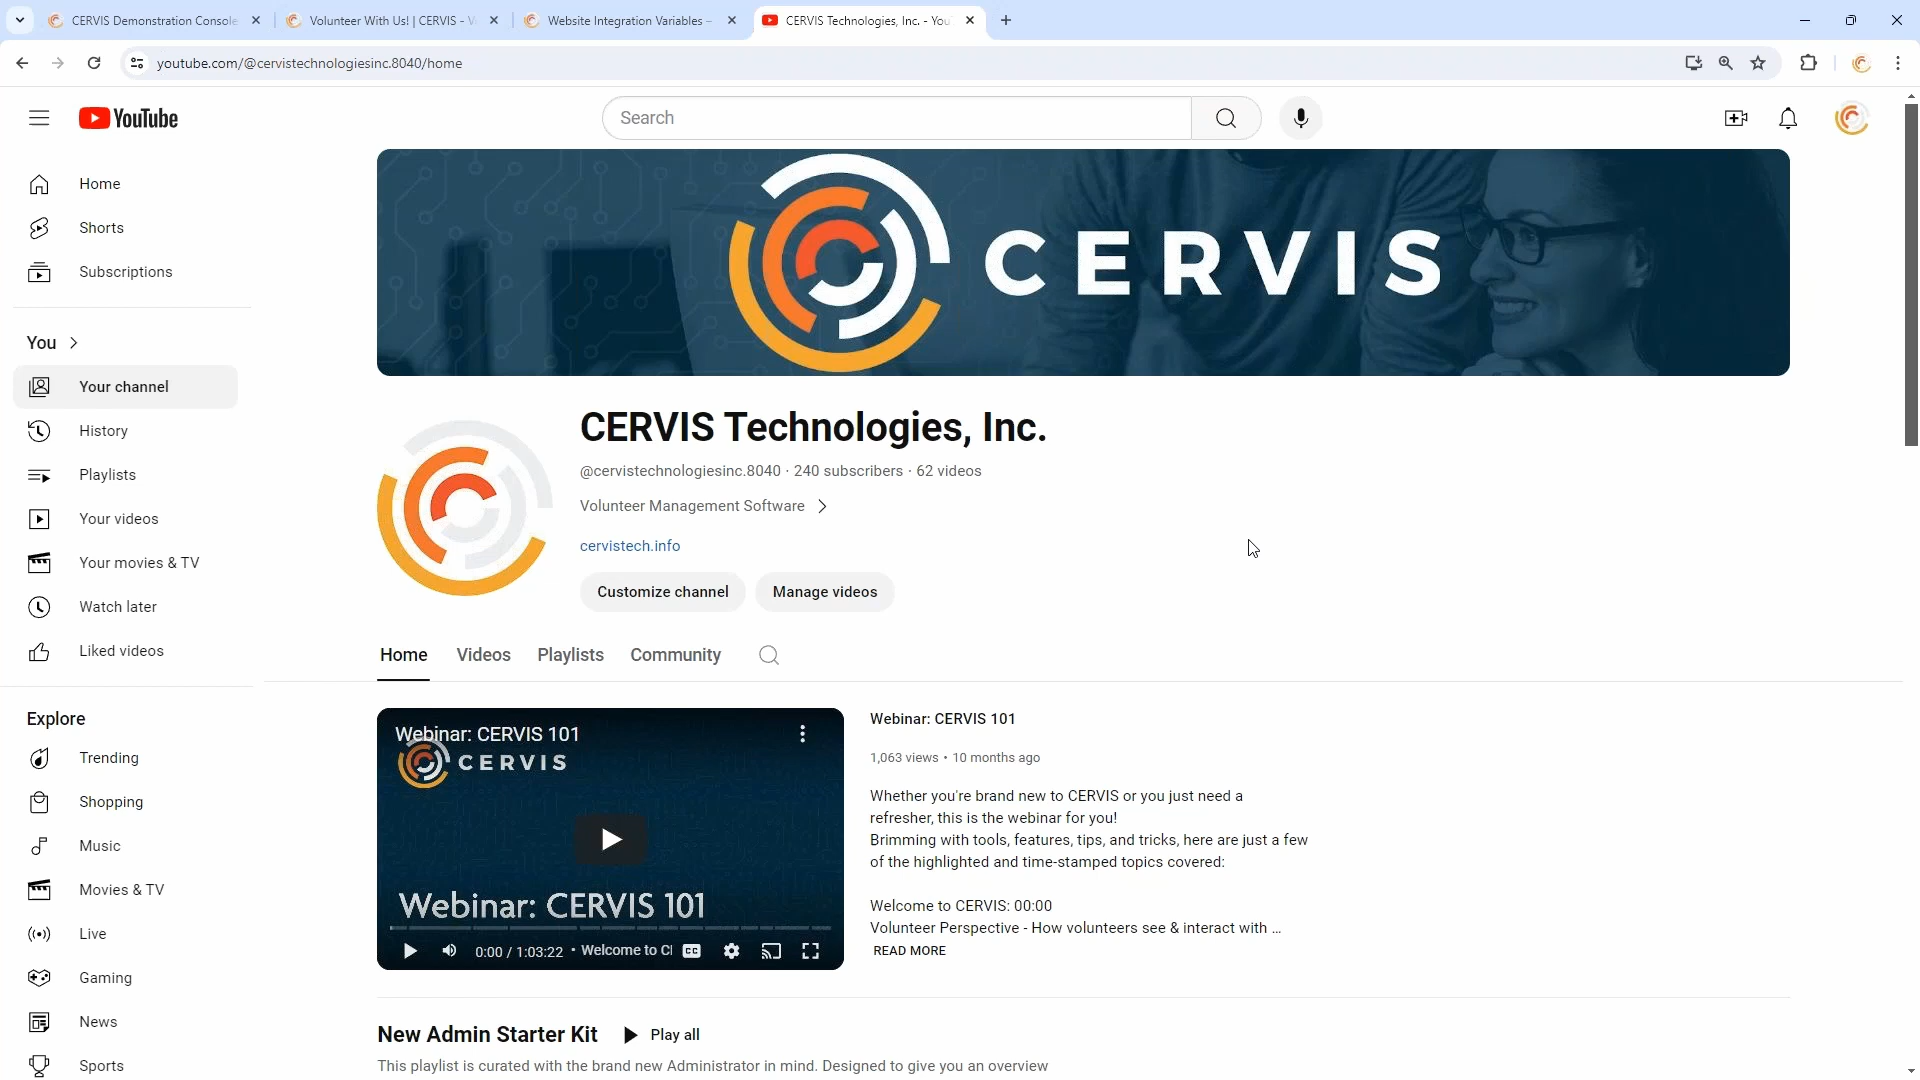 CERVIS Demonstration Console
Volunteer With Us! | CERVIS - V
Website Integration Variables –
CERVIS Technologies, Inc. - You
youtube.com/@cervistechnologiesinc.8040/home
YouTube
Search
Home
Shorts
Subscriptions
You
Your channel
History
Playlists
Your videos
Your movies & TV
Watch later
Liked videos
Explore
Trending
Shopping
Music
Movies & TV
Live
Gaming
News
Sports
CERVIS
CERVIS Technologies, Inc.
@cervistechnologiesinc.8040 · 240 subscribers · 62 videos
Volunteer Management Software
cervistech.info
Customize channel
Manage videos
Home
Videos
Playlists
Community
Webinar: CERVIS 101
CERVIS
Webinar: CERVIS 101
0:00 / 1:03:22 • Welcome to C
CC
Webinar: CERVIS 101
1,063 views • 10 months ago
Whether you're brand new to CERVIS or you just need a
refresher, this is the webinar for you!
Brimming with tools, features, tips, and tricks, here are just a few
of the highlighted and time-stamped topics covered:
Welcome to CERVIS: 00:00
Volunteer Perspective - How volunteers see & interact with ...
READ MORE
New Admin Starter Kit
Play all
This playlist is curated with the brand new Administrator in mind. Designed to give you an overview